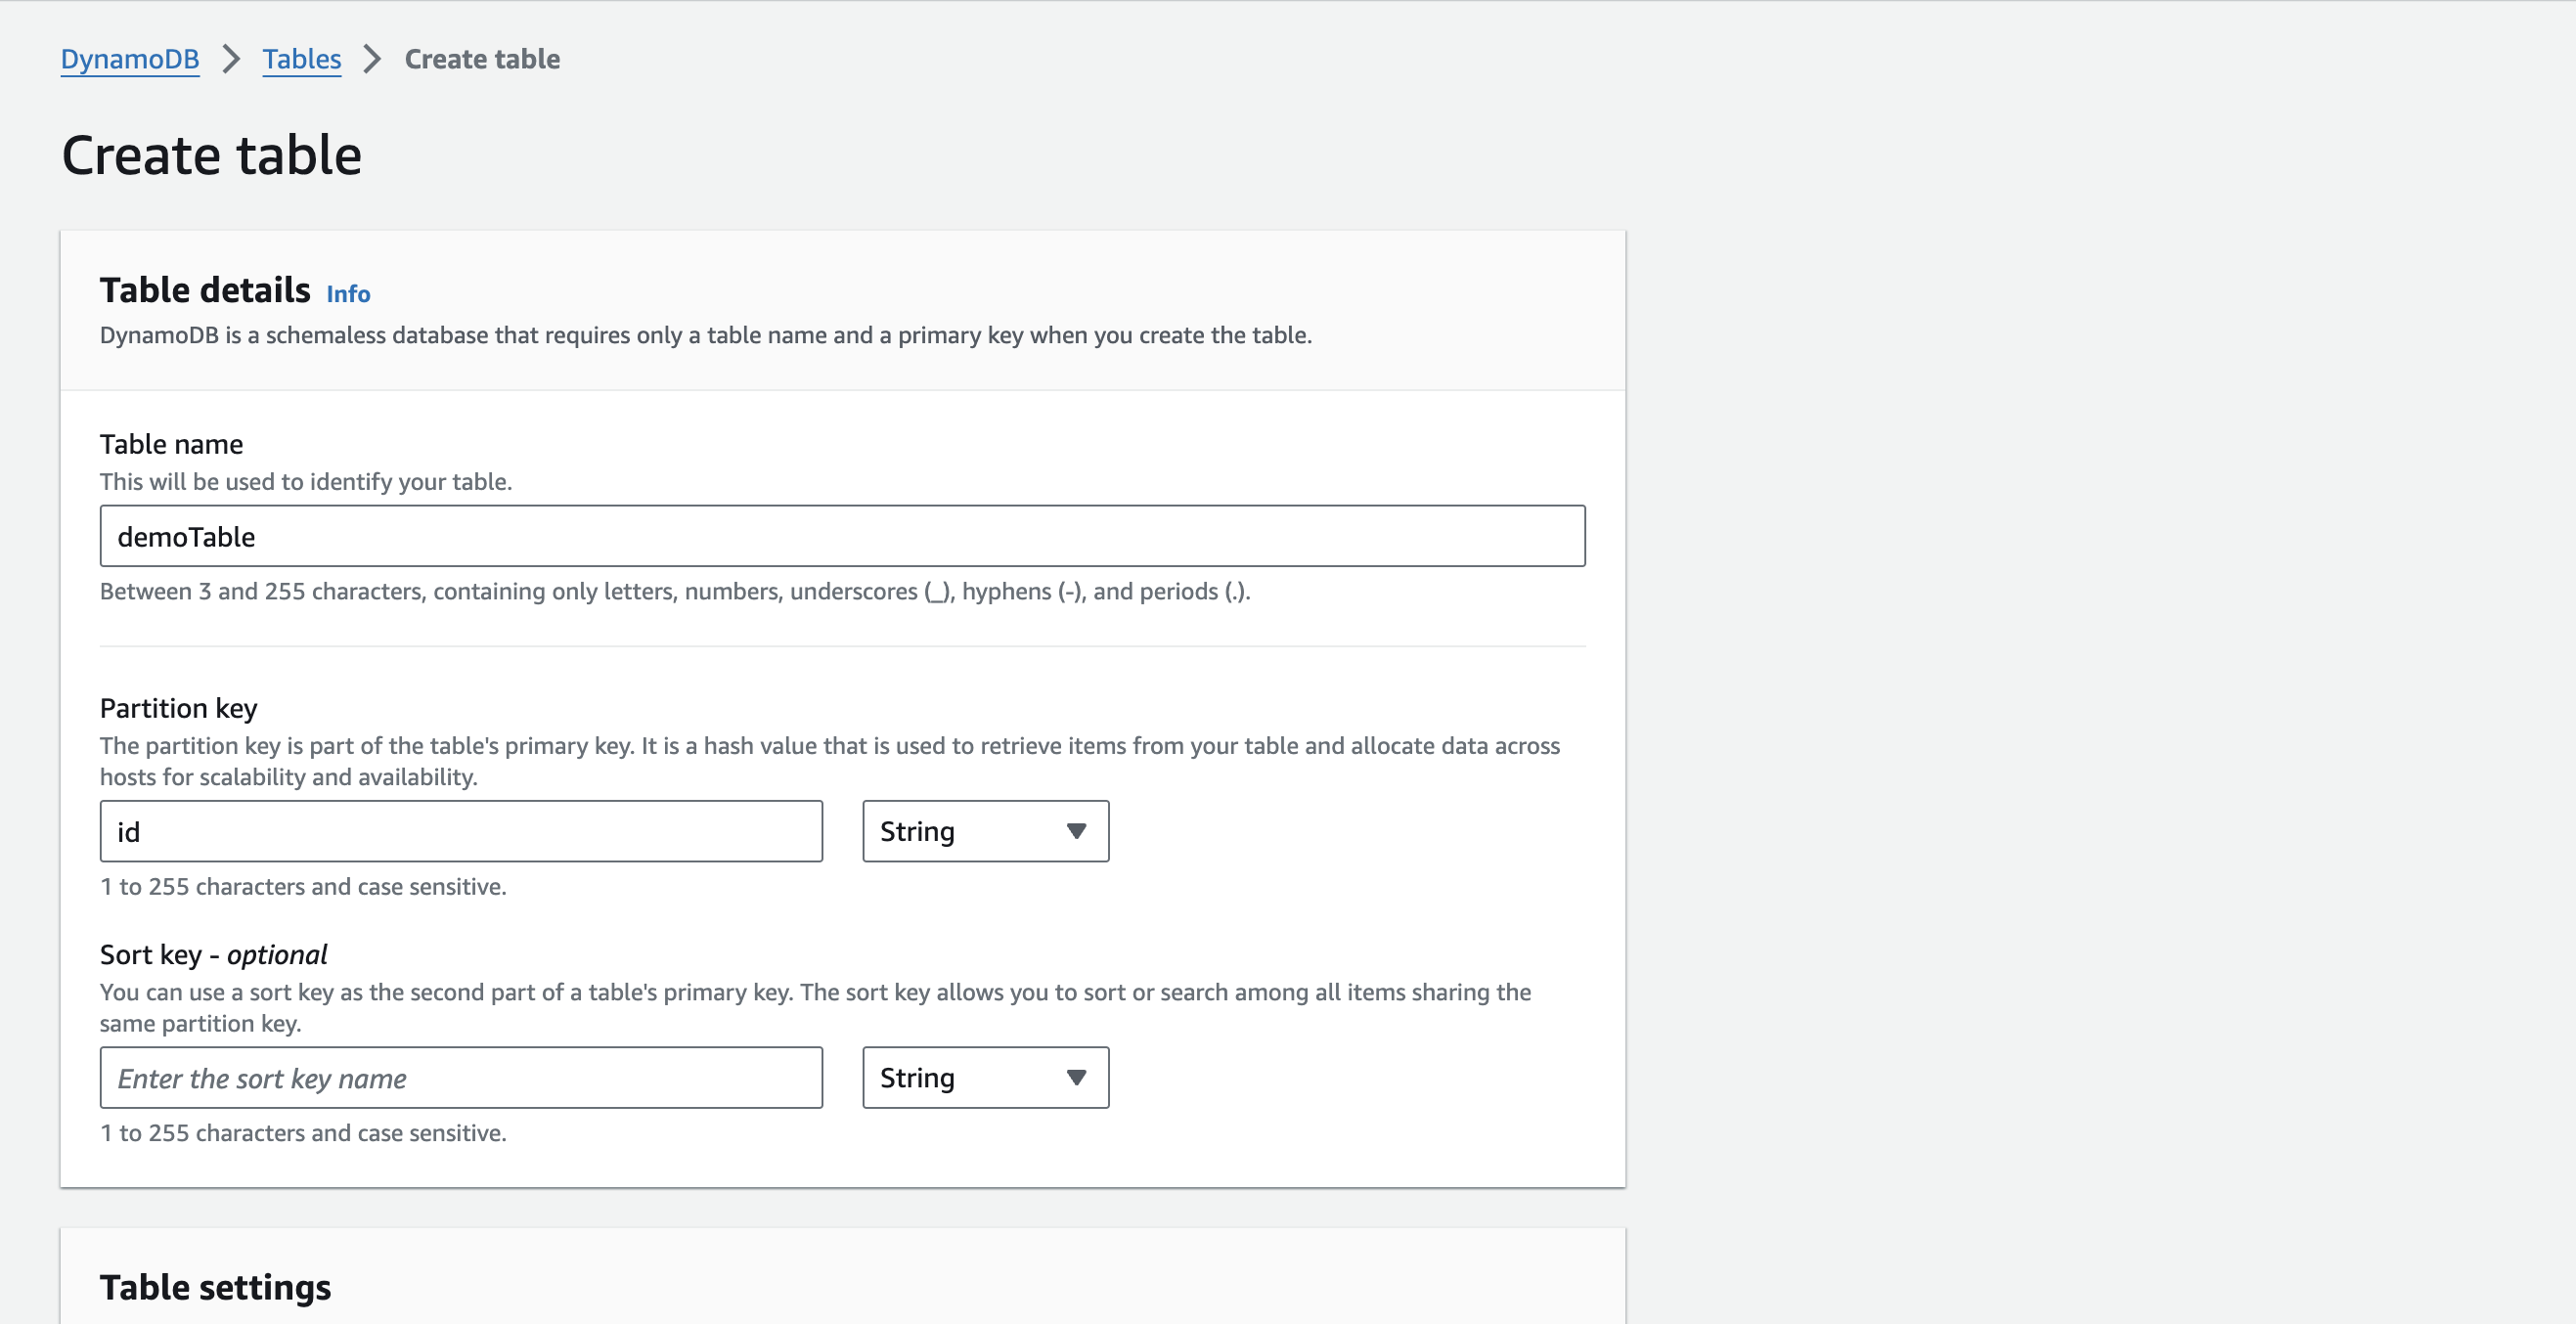 DynamoDB > Tables > Create table
Create table
Table details Info
DynamoDB is a schemaless database that requires only a table name and a primary key when you create the table.
Table name
This will be used to identify your table.
demoTable
Between 3 and 255 characters, containing only letters, numbers, underscores (_), hyphens (-), and periods (.).
Partition key
The partition key is part of the table's primary key. It is a hash value that is used to retrieve items from your table and allocate data across
hosts for scalability and availability.
id String
1 to 255 characters and case sensitive.
Sort key - optional
You can use a sort key as the second part of a table's primary key. The sort key allows you to sort or search among all items sharing the
same partition key.
Enter the sort key name String
1 to 255 characters and case sensitive.
Table settings